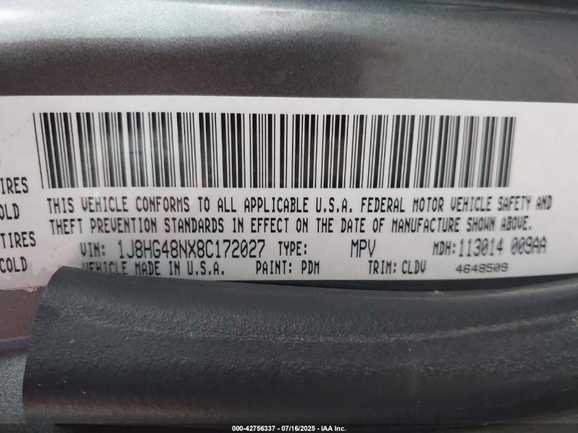 IRES
OLD
TIRES
COLD
THIS VEHICLE CONFORMS TO ALL APPLICABLE U.S.A. FEDERAL MOTOR VEHICLE SAFETY AND
THEFT PREVENTION STANDARDS IN EFFECT ON THE DATE OF MANUFACTURE SHOWN ABOVE.
VIN: 1J8HG48NX8C172027 TYPE: MPV MDH: 113014 009AA
VEHICLE MADE IN U.S.A. PAINT: PDM TRIM: CLDV 4648509
000-42756337 / 07/16/2025 - IAA Inc.